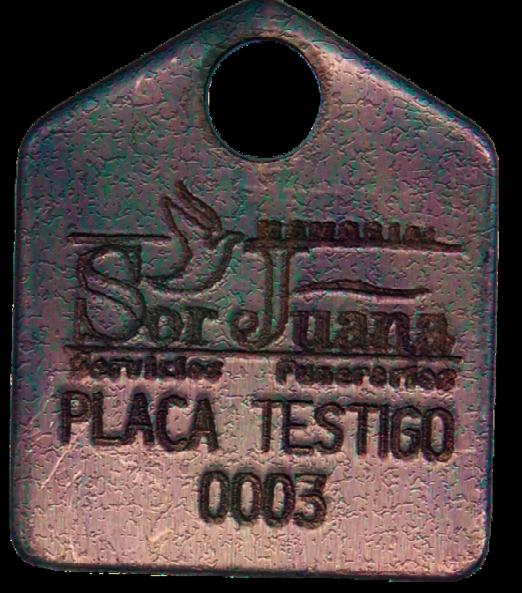 MEMORIAL
Sor Juana
Servicios Funerarios
PLACA TESTIGO
0003